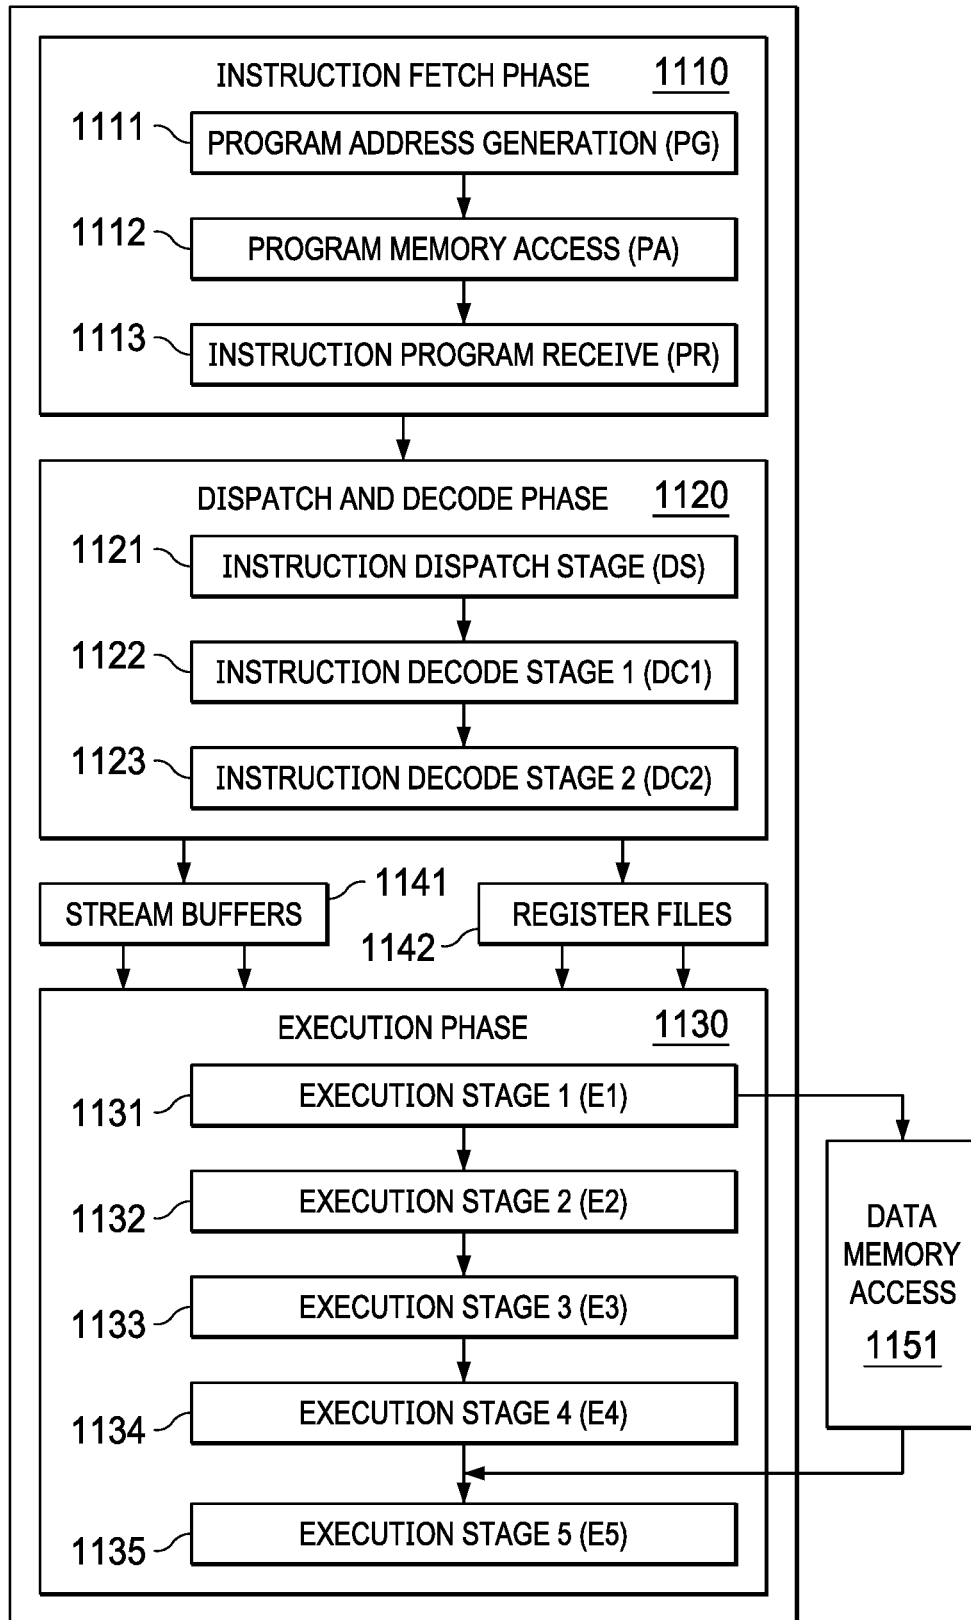 INSTRUCTION FETCH PHASE 1110
1111 PROGRAM ADDRESS GENERATION (PG)
1112 PROGRAM MEMORY ACCESS (PA)
1113 INSTRUCTION PROGRAM RECEIVE (PR)
DISPATCH AND DECODE PHASE 1120
1121 INSTRUCTION DISPATCH STAGE (DS)
1122 INSTRUCTION DECODE STAGE 1 (DC1)
1123 INSTRUCTION DECODE STAGE 2 (DC2)
STREAM BUFFERS 1141
1142 REGISTER FILES
EXECUTION PHASE 1130
1131 EXECUTION STAGE 1 (E1)
1132 EXECUTION STAGE 2 (E2)
1133 EXECUTION STAGE 3 (E3)
1134 EXECUTION STAGE 4 (E4)
1135 EXECUTION STAGE 5 (E5)
DATA
MEMORY
ACCESS
1151